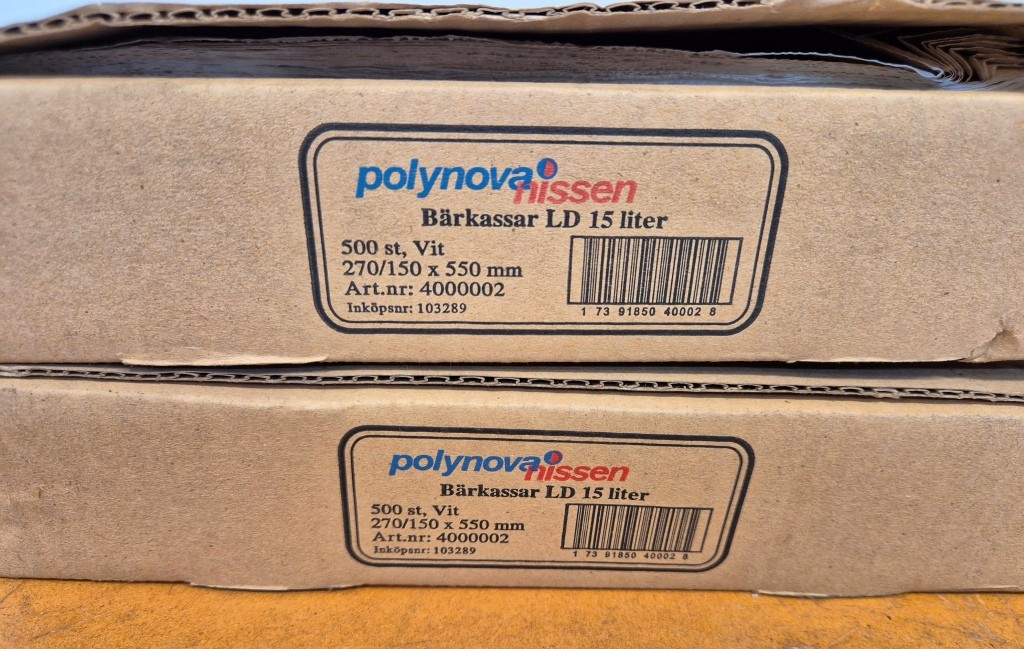 polynova
nissen
Bärkassar LD 15 liter
500 st, Vit
270/150 x 550 mm
Art.nr: 4000002
Inköpsnr: 103289
1 73 91850 40002 8
polynova
nissen
Bärkassar LD 15 liter
500 st, Vit
270/150 x 550 mm
Art.nr: 4000002
Inköpsnr: 103289
1 73 91850 40002 8